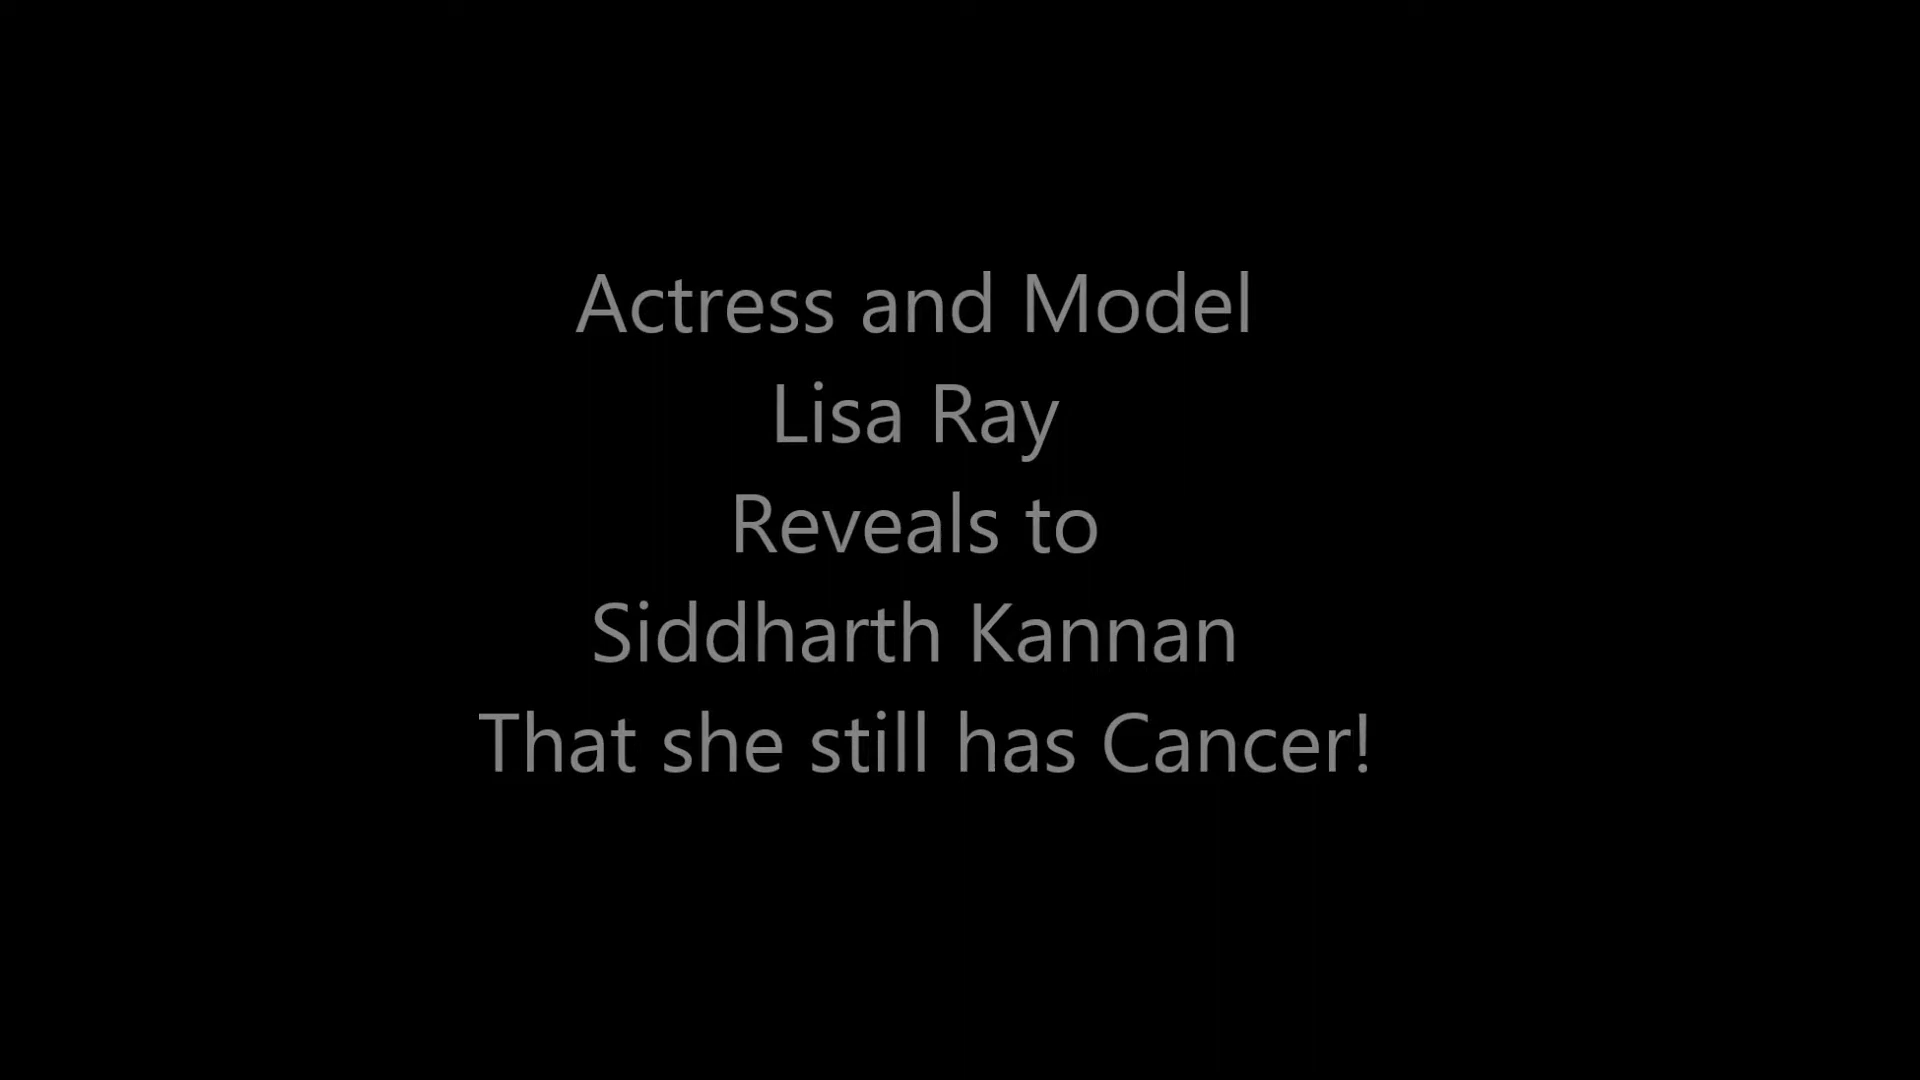 Actress and Model
Lisa Ray
Reveals to
Siddharth Kannan
That she still has Cancer!